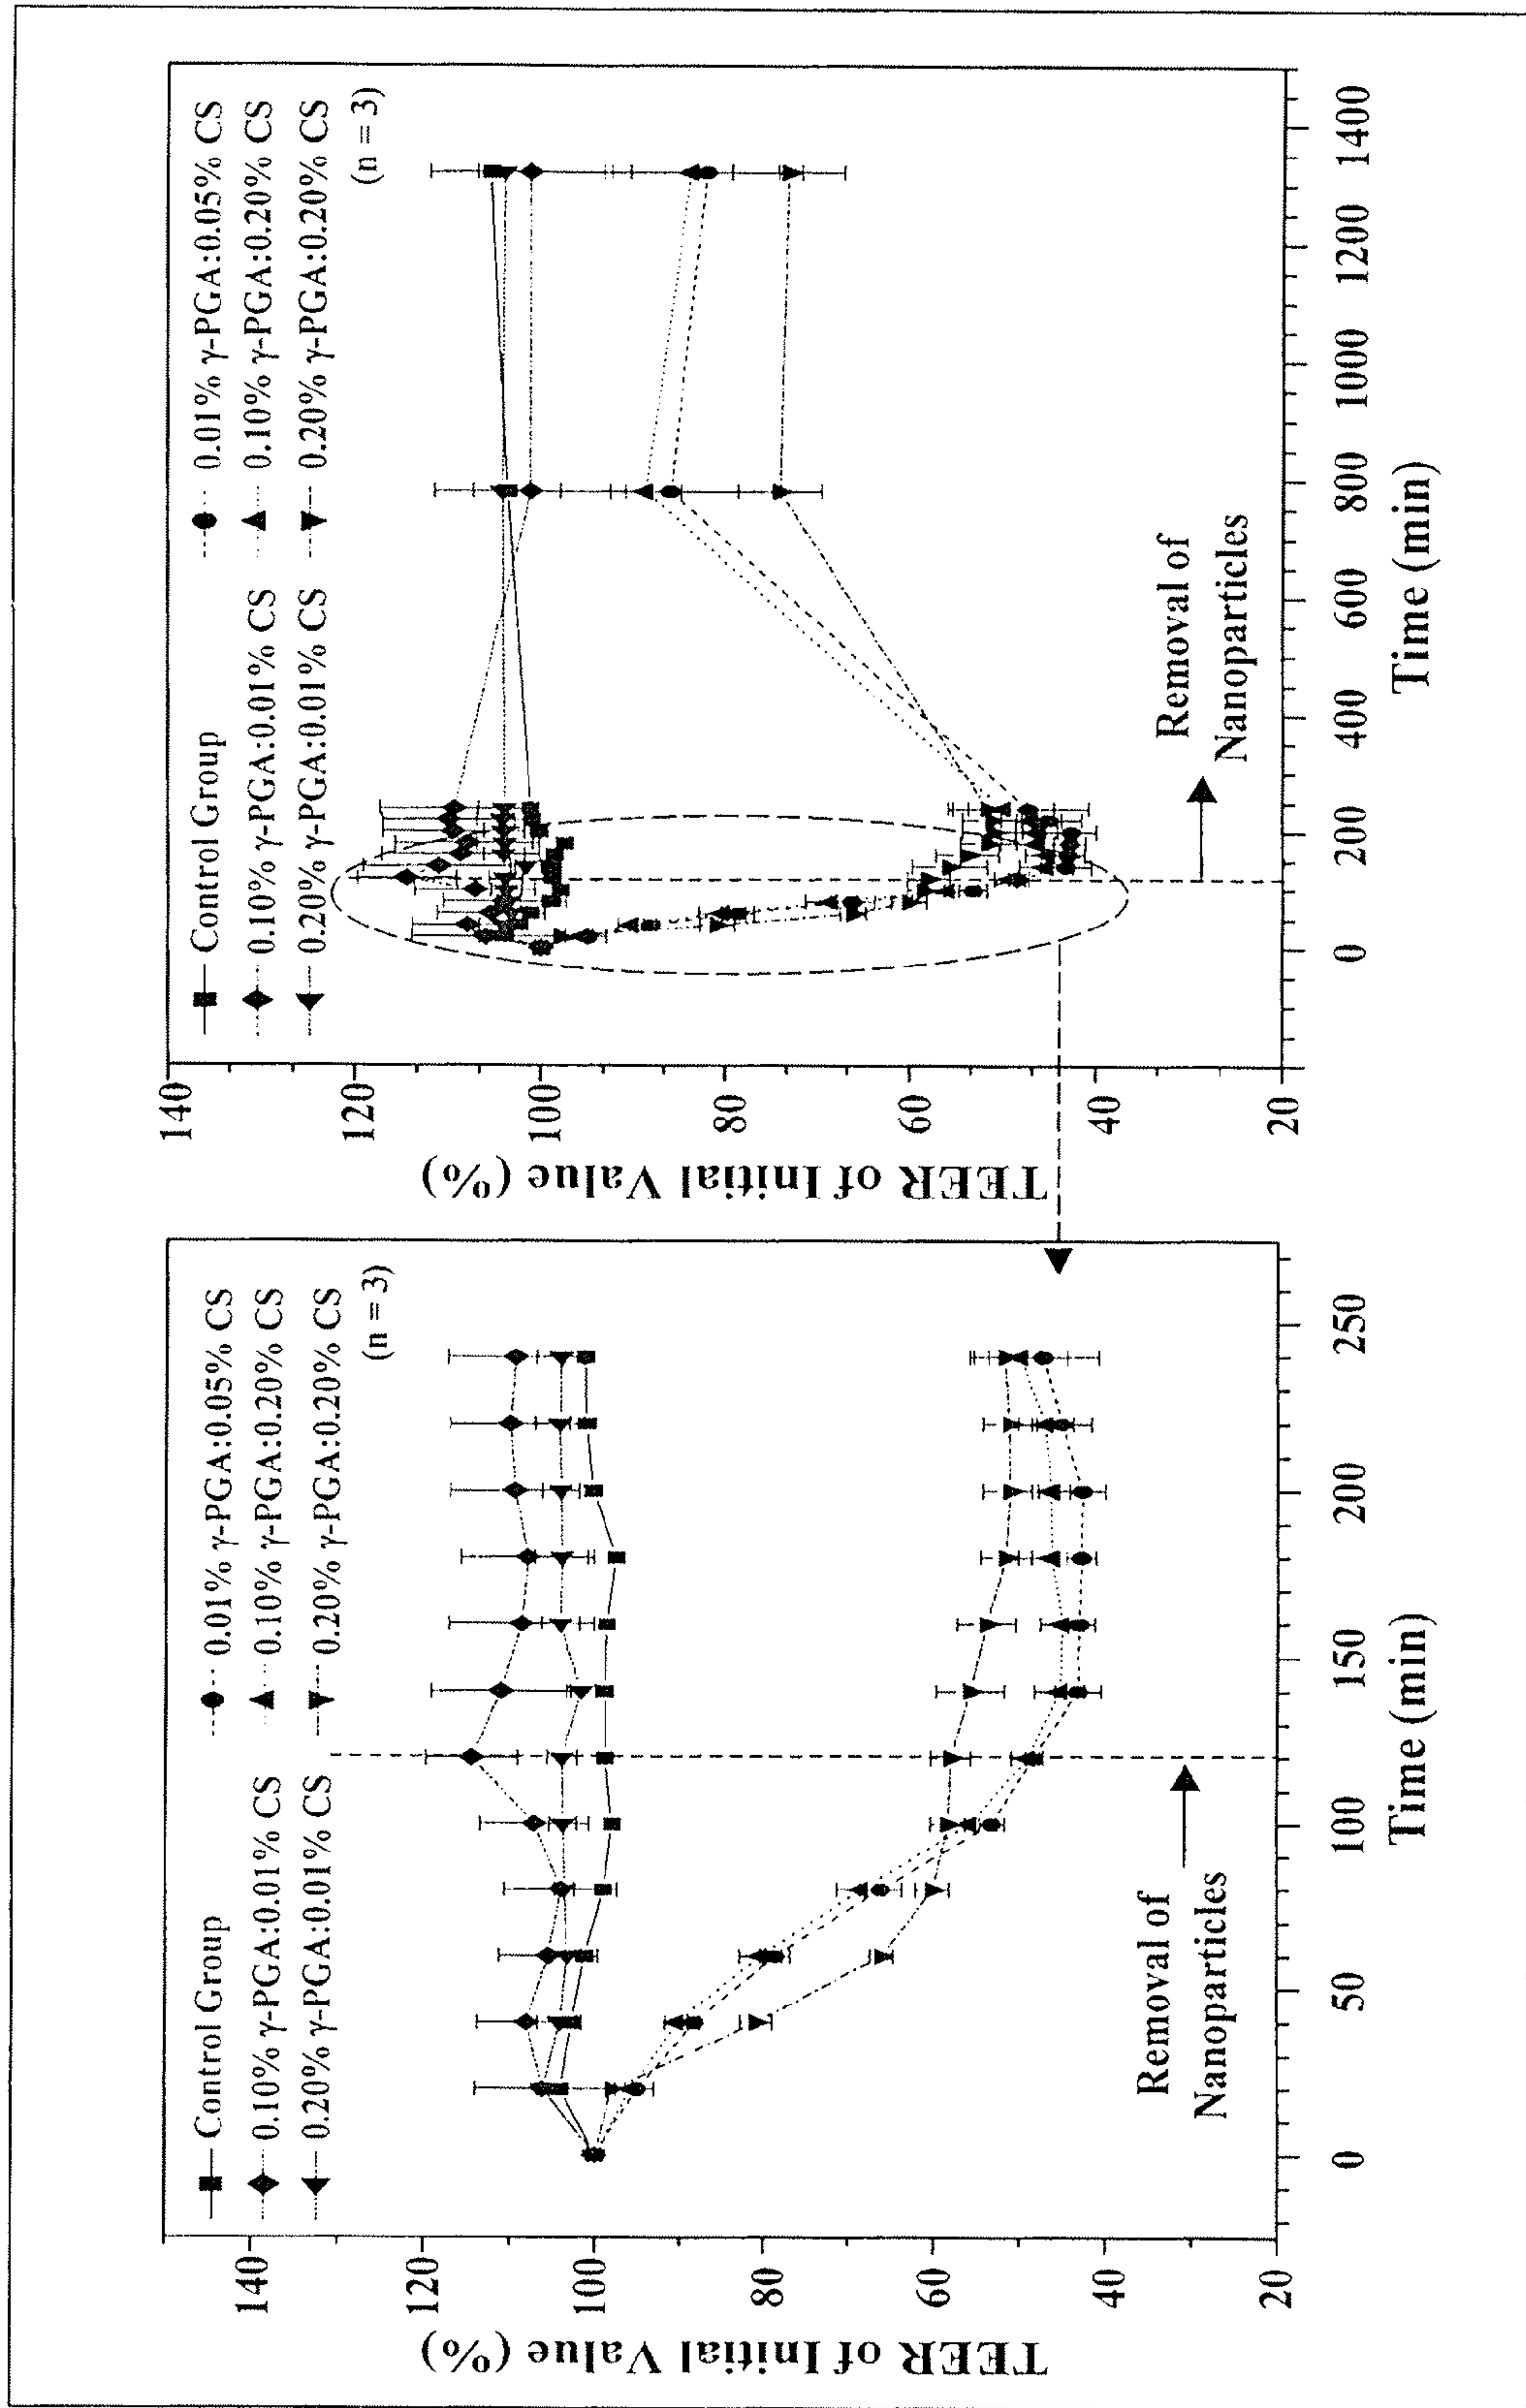 Control Group
0.01% γ-PGA:0.05% CS
0.10% γ-PGA:0.01% CS
0.10% γ-PGA:0.20% CS
0.20% γ-PGA:0.01% CS
0.20% γ-PGA:0.20% CS
(n = 3)
TEER of Initial Value (%)
140
120
100
80
60
40
20
Removal of
Nanoparticles
0
50
100
150
200
250
Time (min)
Control Group
0.01% γ-PGA:0.05% CS
0.10% γ-PGA:0.01% CS
0.10% γ-PGA:0.20% CS
0.20% γ-PGA:0.01% CS
0.20% γ-PGA:0.20% CS
(n = 3)
TEER of Initial Value (%)
140
120
100
80
60
40
20
Removal of
Nanoparticles
0
200
400
600
800
1000
1200
1400
Time (min)